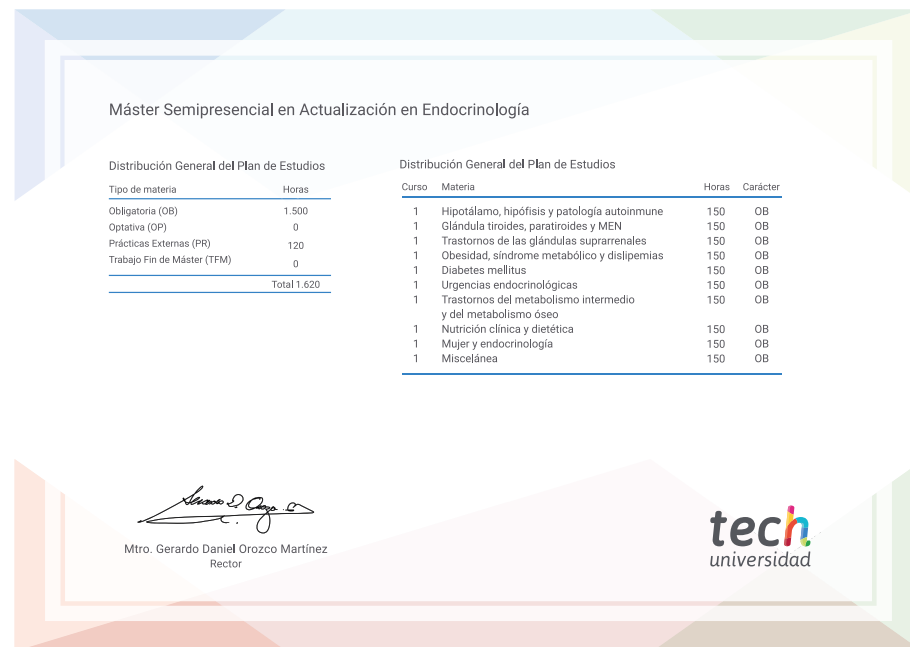 Máster Semipresencial en Actualización en Endocrinología
Distribución General del Plan de Estudios
Tipo de materia Horas
Obligatoria (OB) 1.500
Optativa (OP) 0
Prácticas Externas (PR) 120
Trabajo Fin de Máster (TFM) 0
Total 1.620
Distribución General del Plan de Estudios
Curso Materia Horas Carácter
1 Hipotálamo, hipófisis y patología autoinmune 150 OB
1 Glándula tiroides, paratiroides y MEN 150 OB
1 Trastornos de las glándulas suprarrenales 150 OB
1 Obesidad, síndrome metabólico y dislipemias 150 OB
1 Diabetes mellitus 150 OB
1 Urgencias endocrinológicas 150 OB
1 Trastornos del metabolismo intermedio 150 OB
y del metabolismo óseo
1 Nutrición clínica y dietética 150 OB
1 Mujer y endocrinología 150 OB
1 Miscelánea 150 OB
Mtro. Gerardo Daniel Orozco Martínez
Rector
tech
universidad